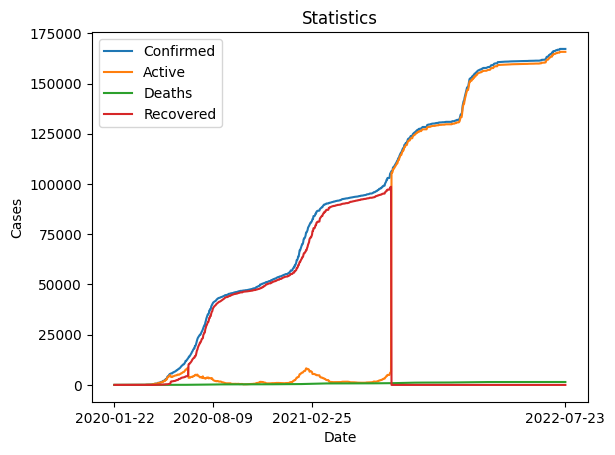 Statistics
Confirmed
Active
Deaths
Recovered
175000
150000
125000
100000
75000
50000
25000
0
Cases
2020-01-22 2020-08-09 2021-02-25 2022-07-23
Date